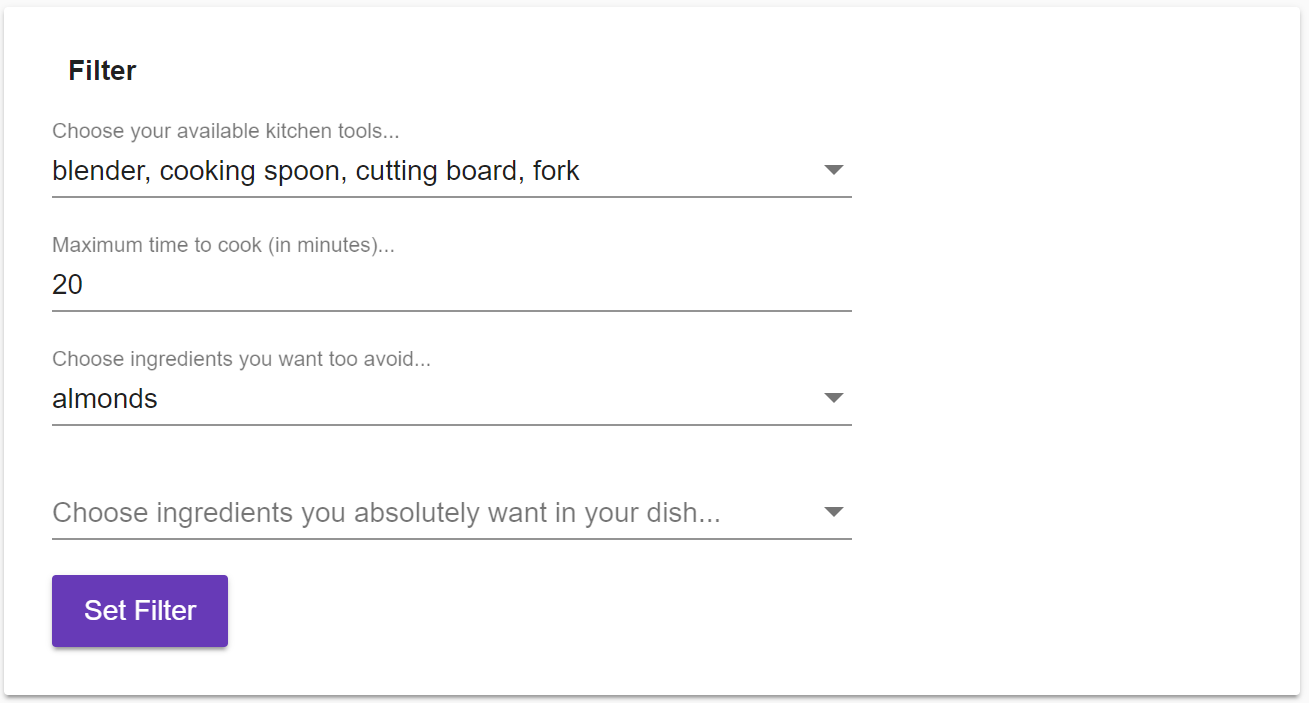 Filter
Choose your available kitchen tools...
blender, cooking spoon, cutting board, fork
Maximum time to cook (in minutes)...
20
Choose ingredients you want too avoid...
almonds
Choose ingredients you absolutely want in your dish...
Set Filter